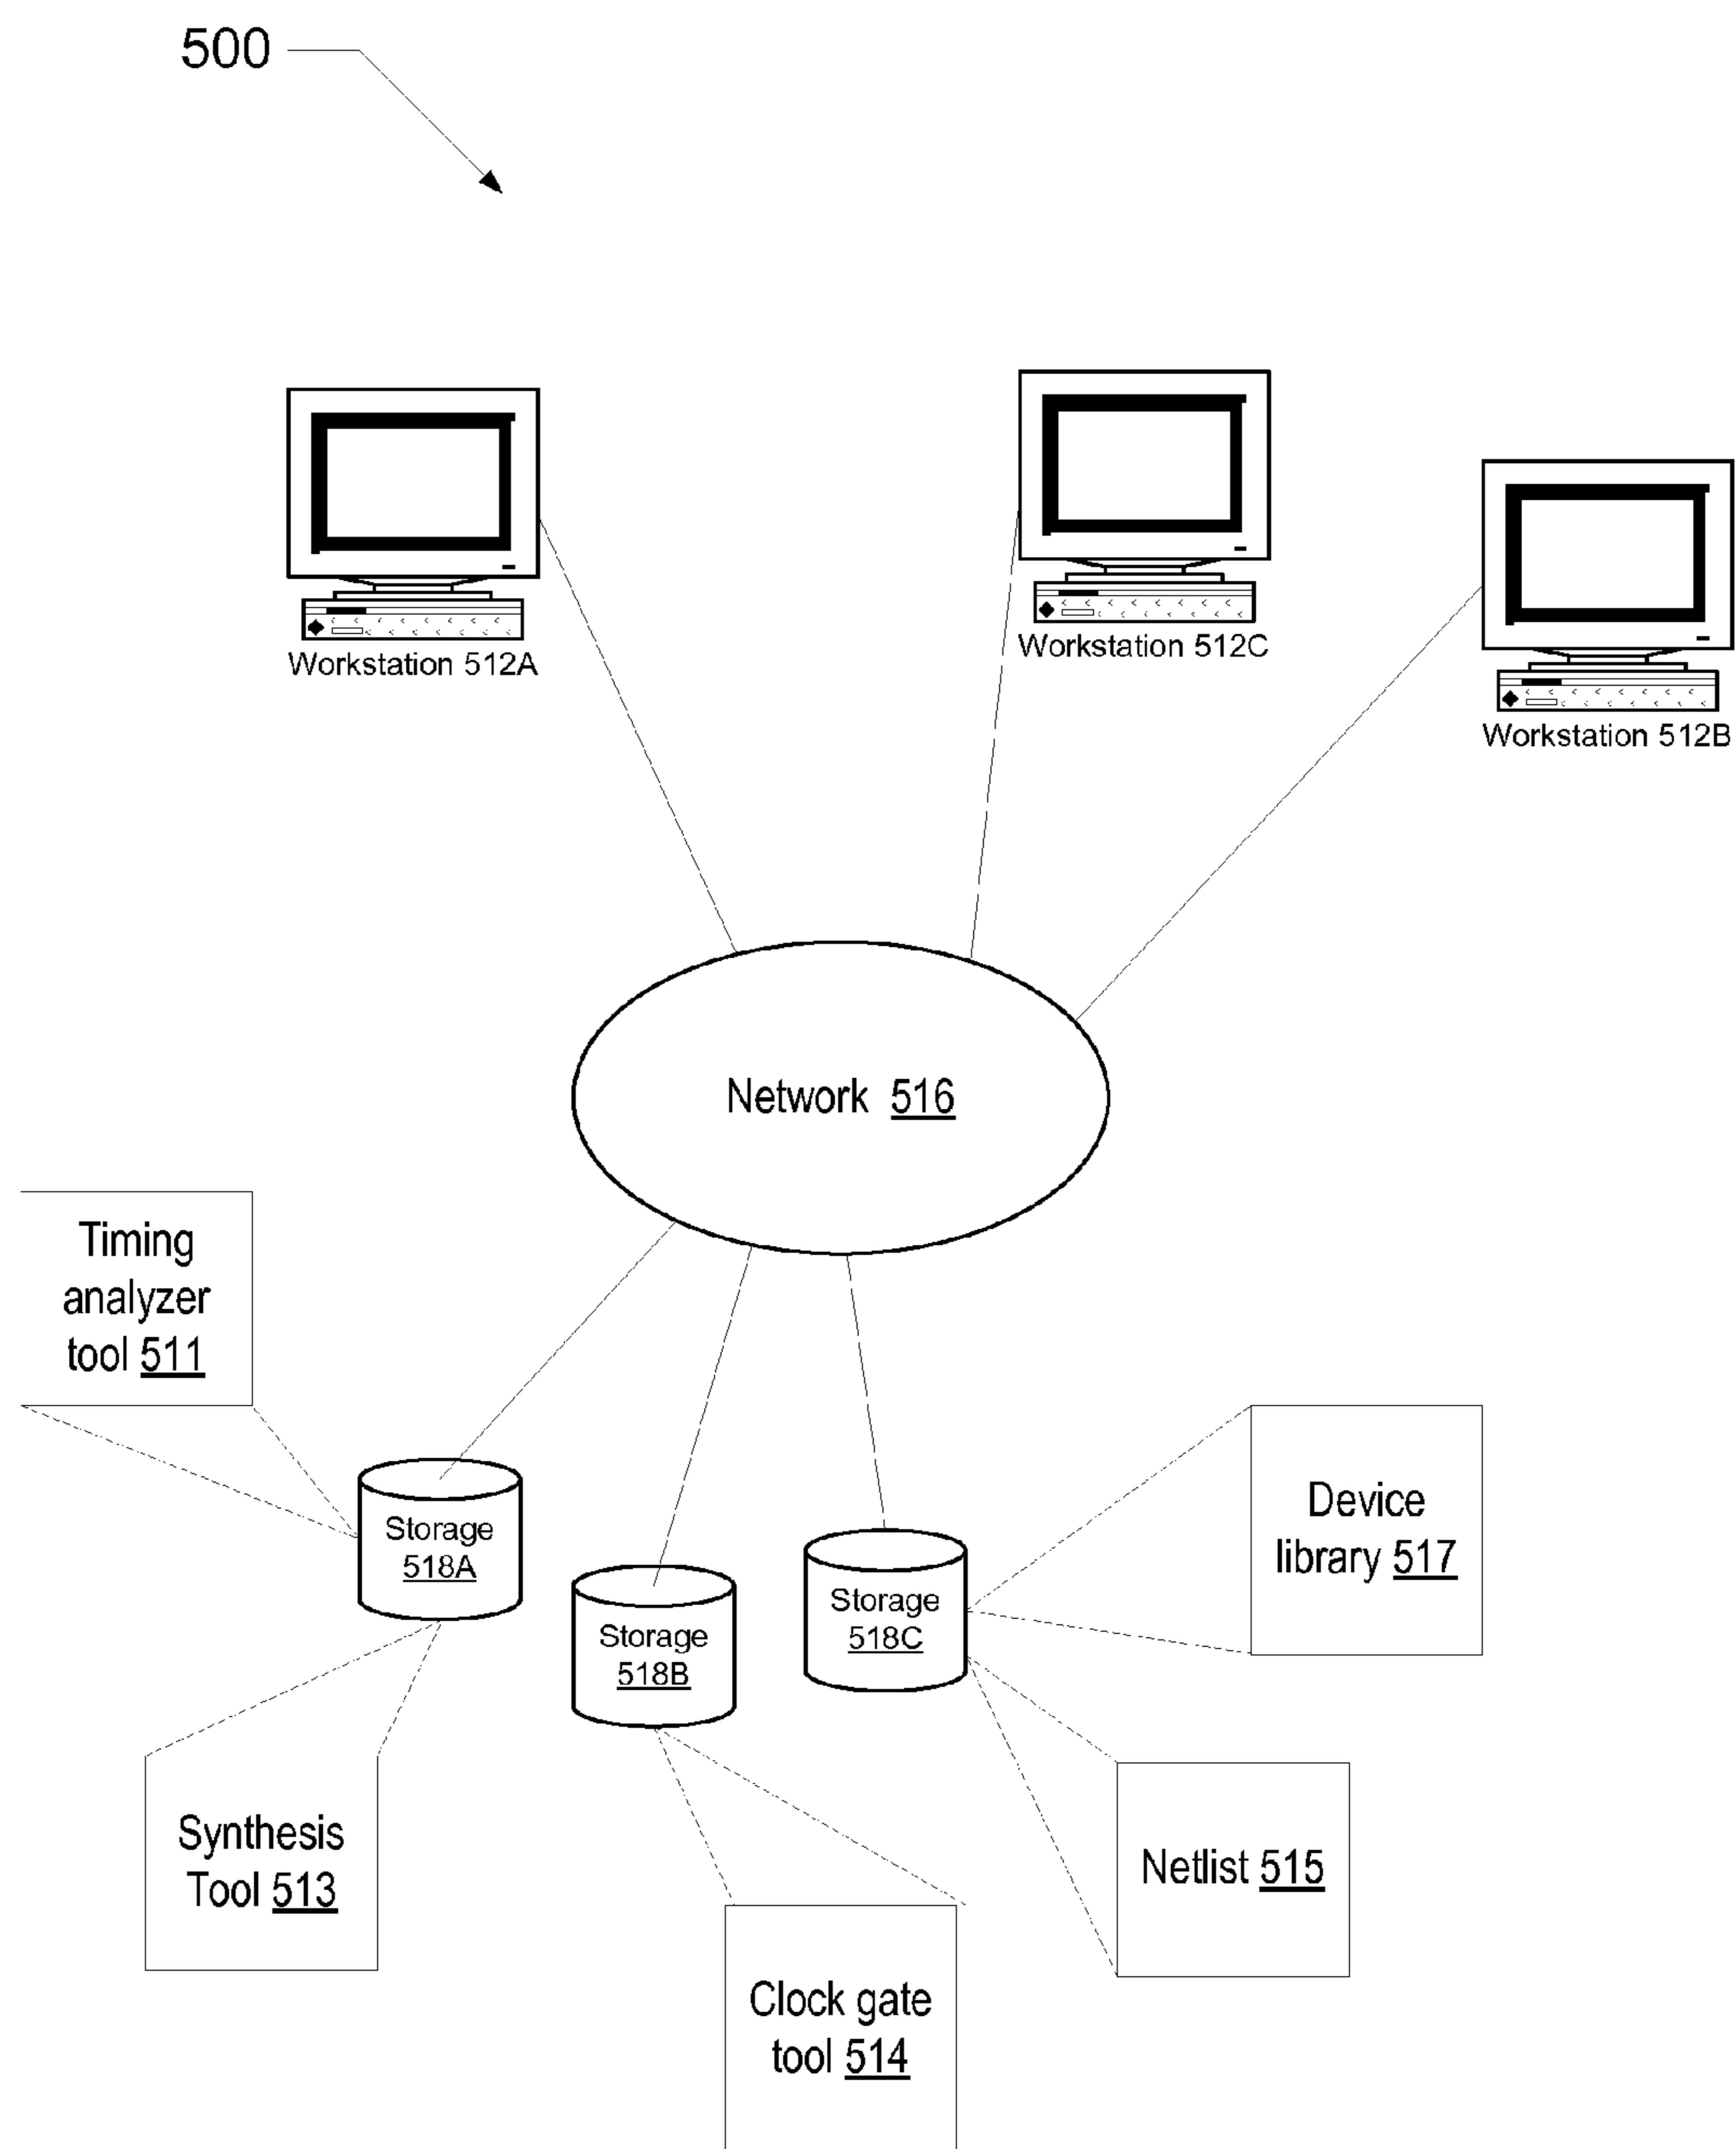 500
Workstation 512A
Workstation 512C
Workstation 512B
Network 516
Timing
analyzer
tool 511
Storage
518A
Storage
518B
Storage
518C
Device
library 517
Synthesis
Tool 513
Netlist 515
Clock gate
tool 514